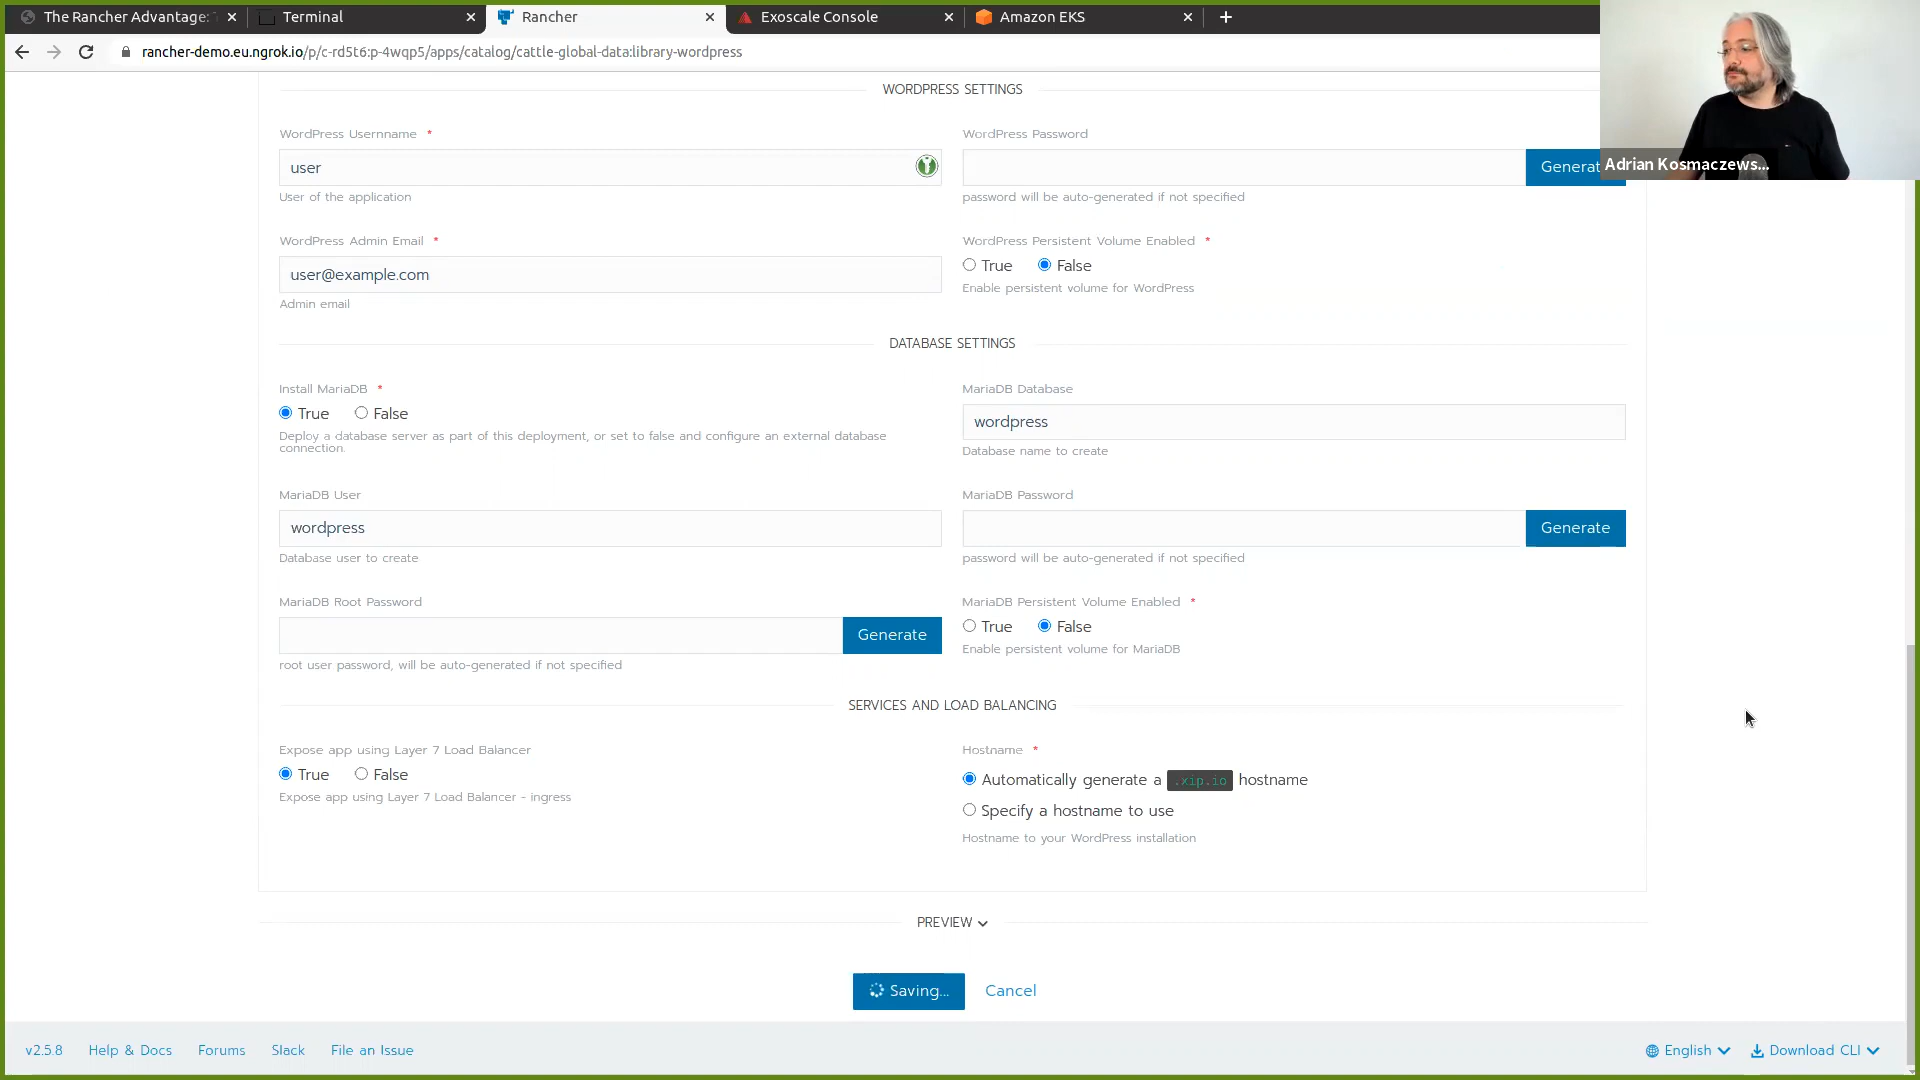 The Rancher Advantage:
Terminal
Rancher
Exoscale Console
Amazon EKS
rancher-demo.eu.ngrok.io/p/c-rd5t6:p-4wqp5/apps/catalog/cattle-global-data:library-wordpress
Adrian Kosmaczews...
WORDPRESS SETTINGS
WordPress Usernname *
WordPress Password
user
Generat
User of the application
password will be auto-generated if not specified
WordPress Admin Email *
WordPress Persistent Volume Enabled *
user@example.com
True False
Admin email
Enable persistent volume for WordPress
DATABASE SETTINGS
Install MariaDB *
MariaDB Database
True False
wordpress
Deploy a database server as part of this deployment, or set to false and configure an external database
connection.
Database name to create
MariaDB User
MariaDB Password
wordpress
Generate
Database user to create
password will be auto-generated if not specified
MariaDB Root Password
MariaDB Persistent Volume Enabled *
Generate
True False
root user password, will be auto-generated if not specified
Enable persistent volume for MariaDB
SERVICES AND LOAD BALANCING
Expose app using Layer 7 Load Balancer
Hostname *
True False
Automatically generate a .xip.io hostname
Expose app using Layer 7 Load Balancer - ingress
Specify a hostname to use
Hostname to your WordPress installation
PREVIEW
Saving...
Cancel
v2.5.8
Help & Docs
Forums
Slack
File an Issue
English
Download CLI